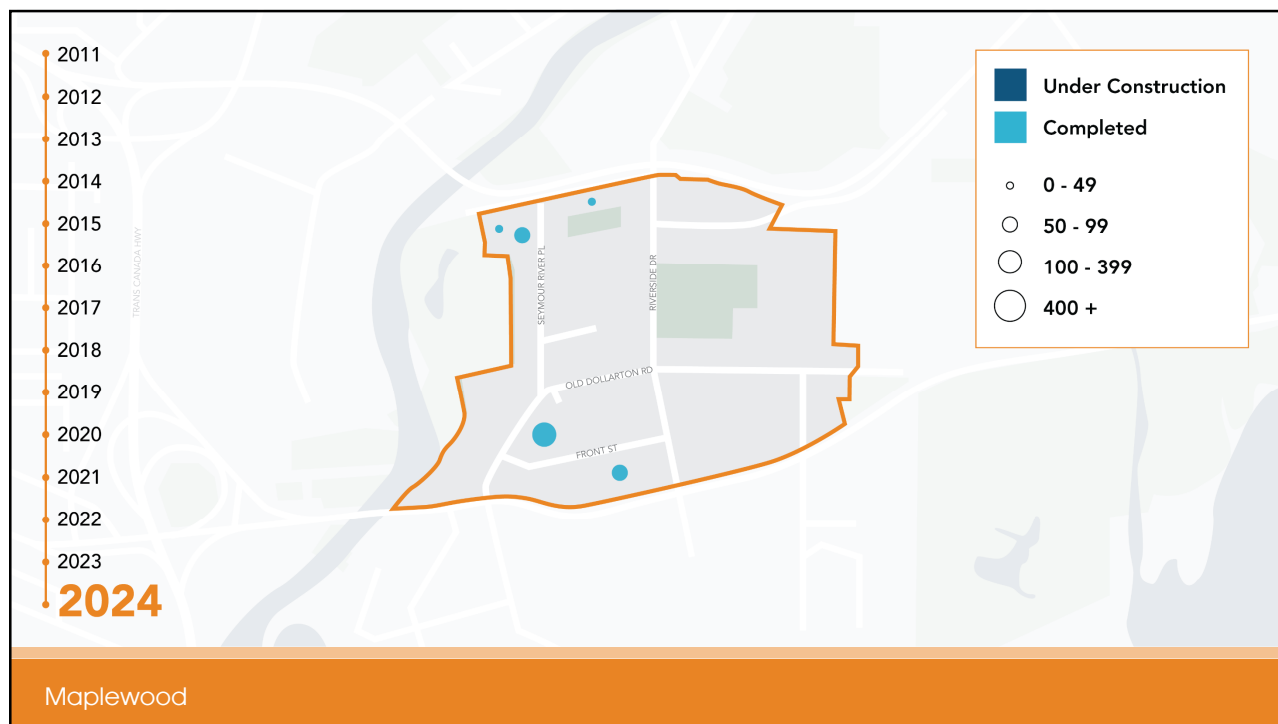 2011
2012
2013
2014
2015
2016
2017
2018
2019
2020
2021
2022
2023
2024
TRANS CANADA HWY
SEYMOUR RIVER PL
RIVERSIDE DR
OLD DOLLARTON RD
FRONT ST
Under Construction
Completed
0 - 49
50 - 99
100 - 399
400 +
Maplewood